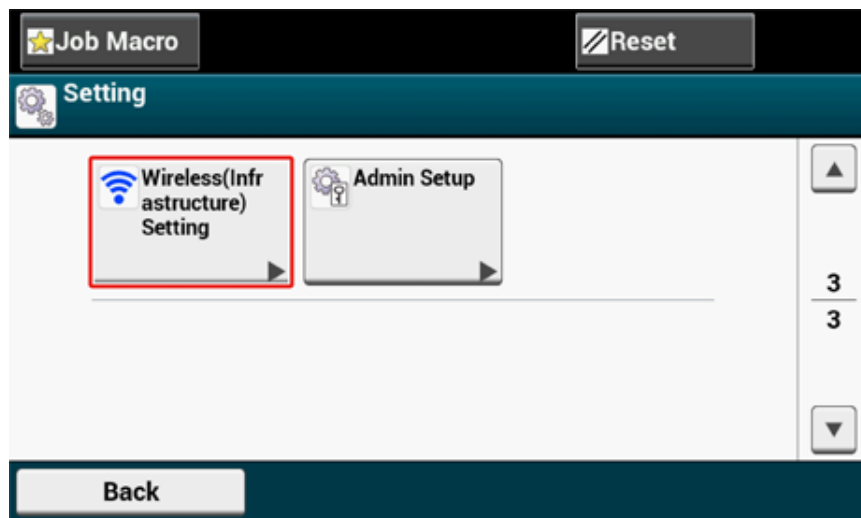 Job Macro
Reset
Setting
Wireless(Infr
astructure)
Setting
Admin Setup
3
3
Back